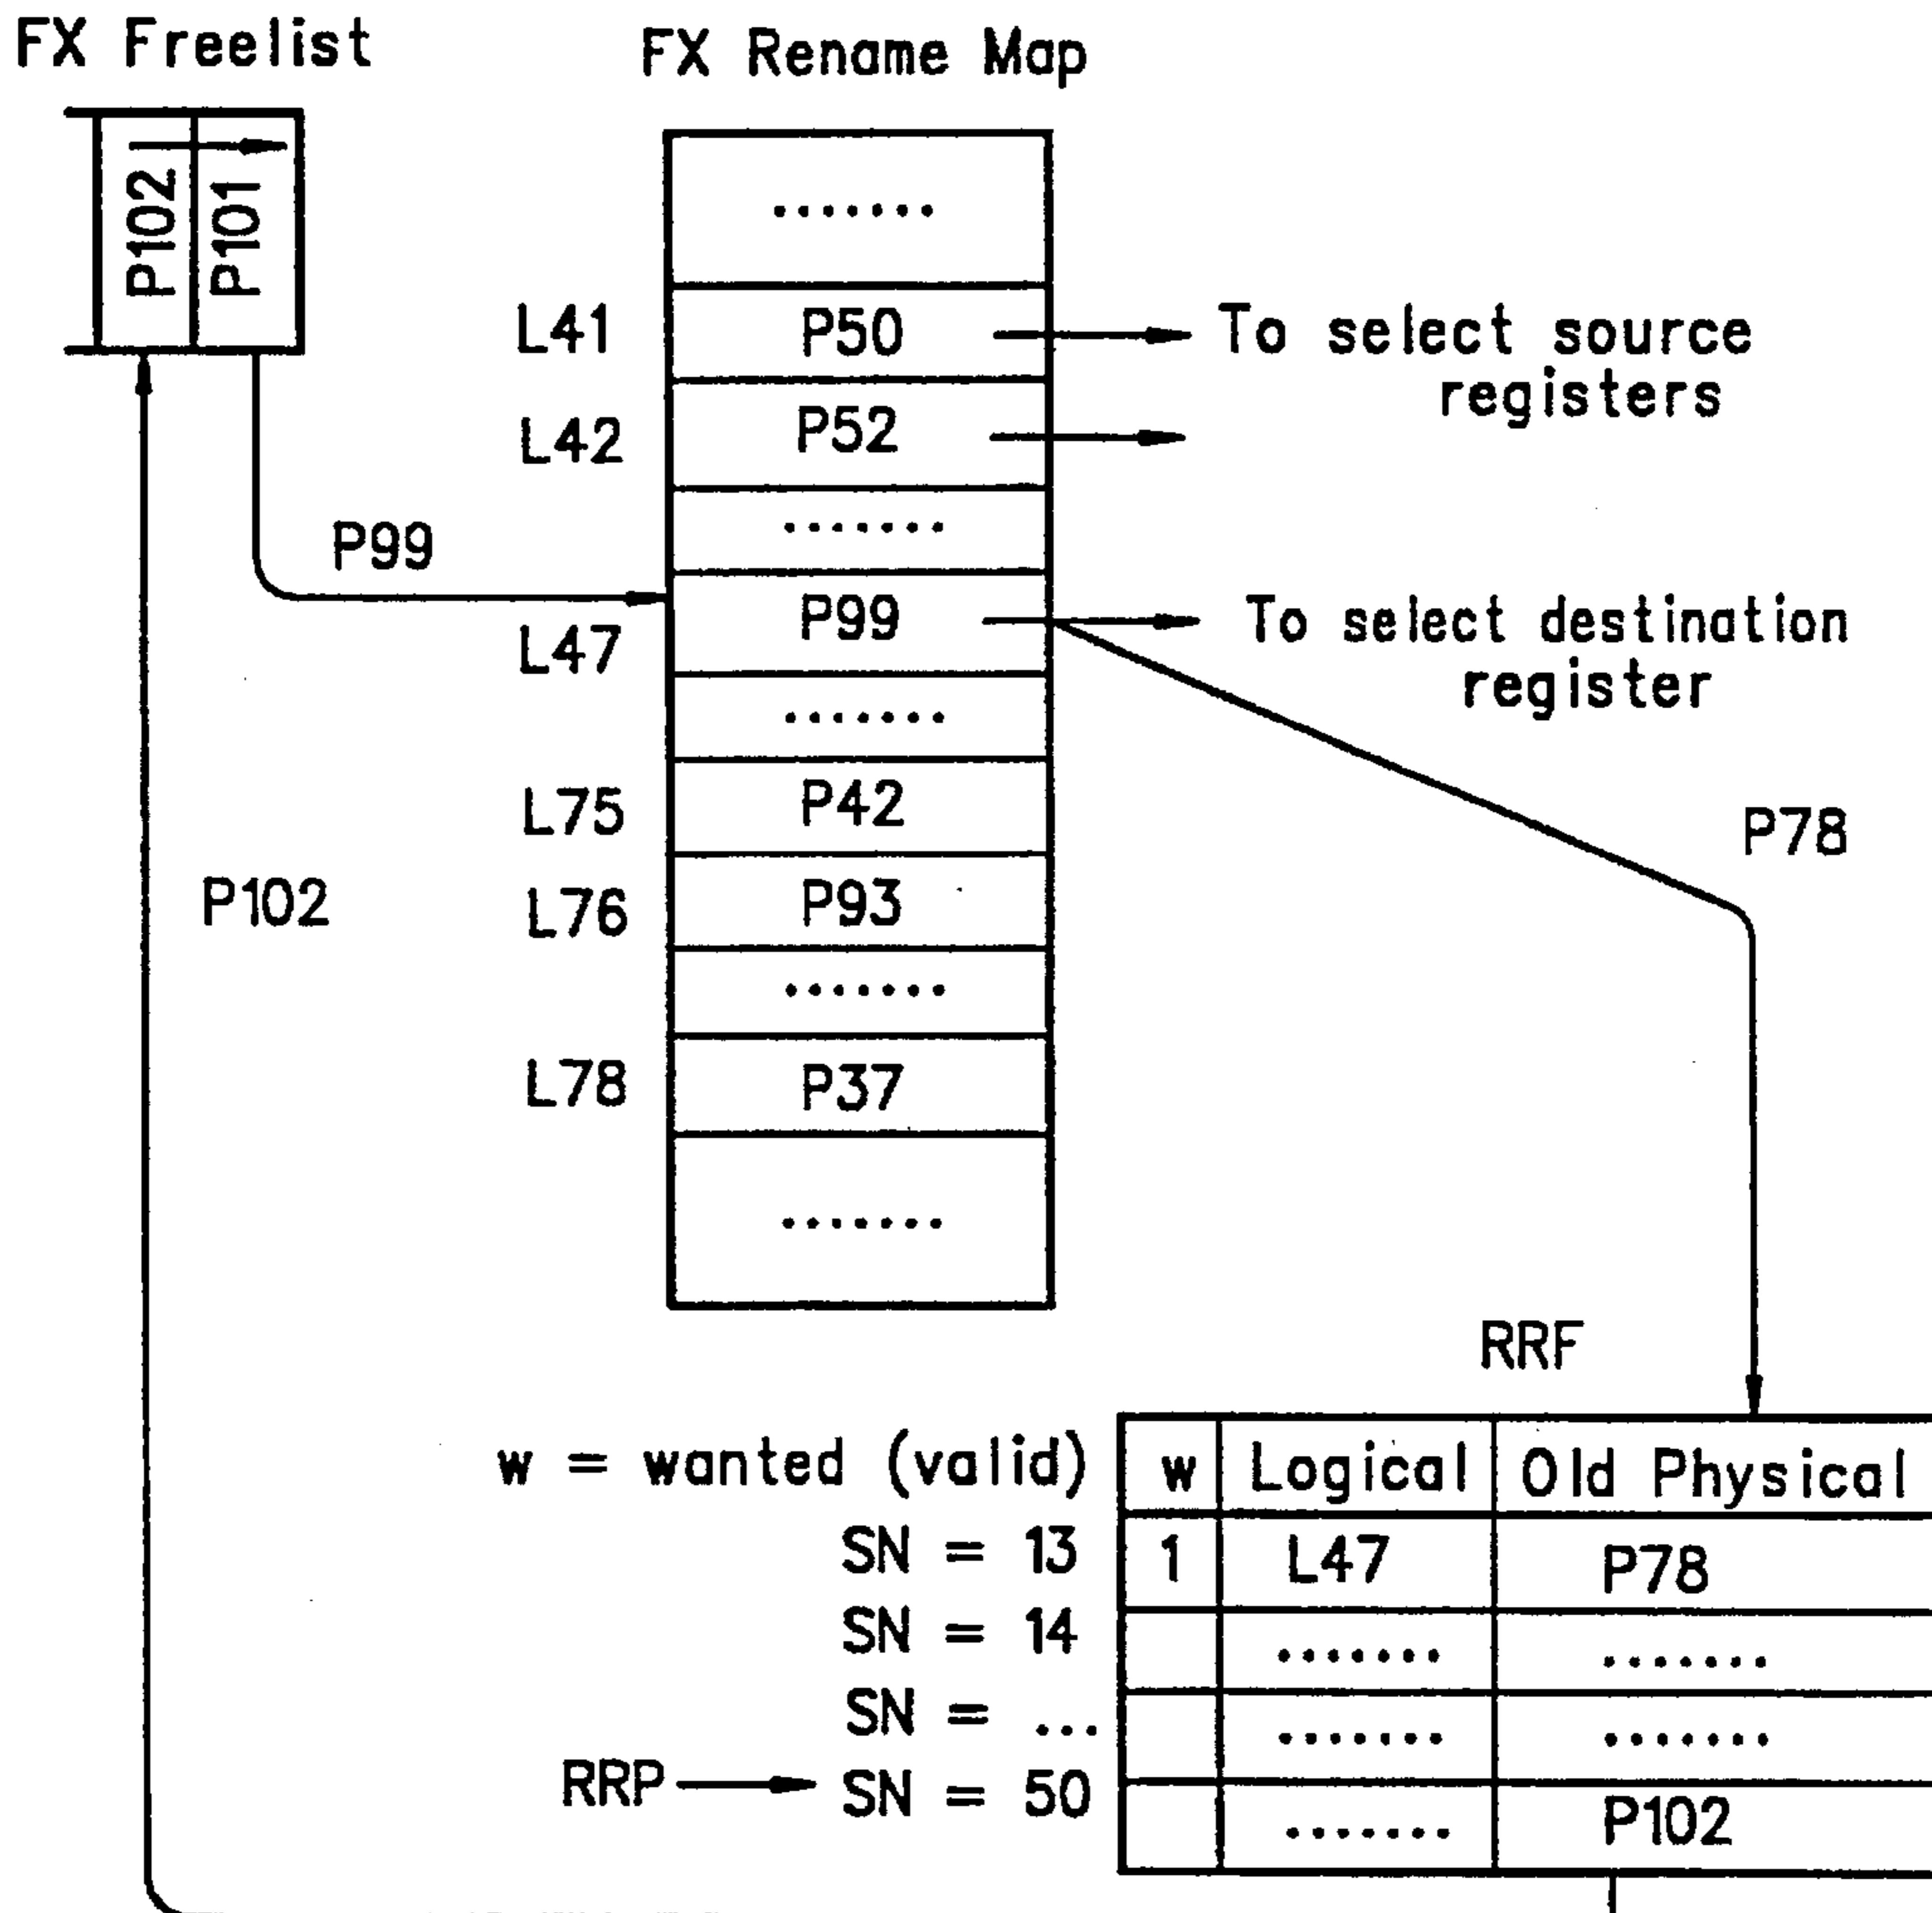 FX Freelist
FX Rename Map
P102
P101
.......
L41 P50 To select source
registers
L42 P52
.......
P99
L47 P99 To select destination
register
.......
L75 P42
P78
P102
L76 P93
.......
L78 P37
.......
RRF
w = wanted (valid) w Logical Old Physical
SN = 13 1 L47 P78
SN = 14 ....... .......
SN = ... ....... .......
RRP SN = 50 ....... P102